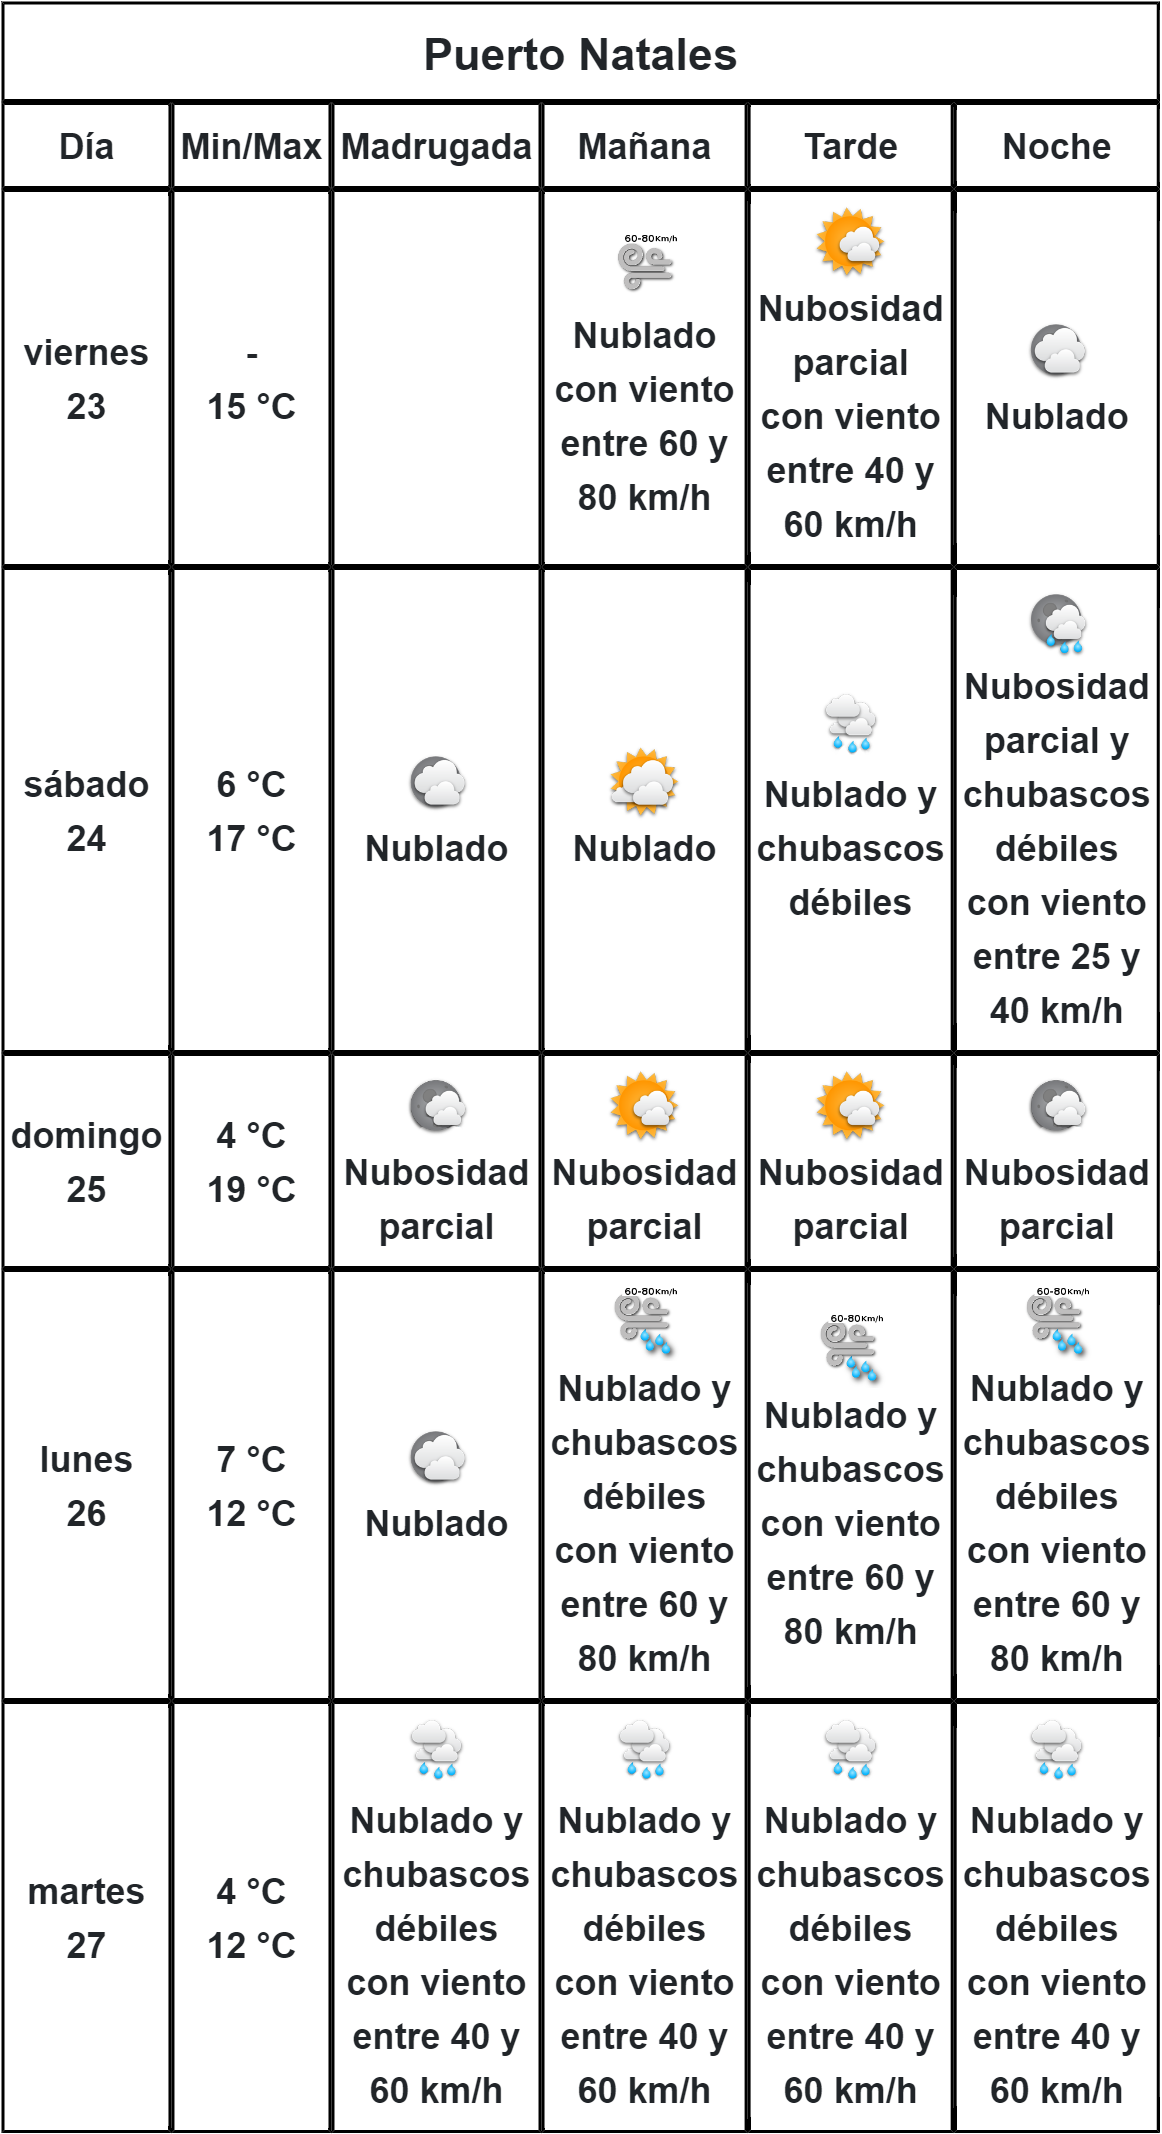 Puerto Natales
Día Min/Max Madrugada Mañana Tarde Noche
viernes
23
-
15 °C
60-80Km/h
Nublado
con viento
entre 60 y
80 km/h
Nubosidad
parcial
con viento
entre 40 y
60 km/h
Nublado
sábado
24
6 °C
17 °C
Nublado
Nublado
Nublado y
chubascos
débiles
Nubosidad
parcial y
chubascos
débiles
con viento
entre 25 y
40 km/h
domingo
25
4 °C
19 °C
Nubosidad
parcial
Nubosidad
parcial
Nubosidad
parcial
Nubosidad
parcial
lunes
26
7 °C
12 °C
Nublado
60-80Km/h
Nublado y
chubascos
débiles
con viento
entre 60 y
80 km/h
60-80Km/h
Nublado y
chubascos
con viento
entre 60 y
80 km/h
60-80Km/h
Nublado y
chubascos
débiles
con viento
entre 60 y
80 km/h
martes
27
4 °C
12 °C
Nublado y
chubascos
débiles
con viento
entre 40 y
60 km/h
Nublado y
chubascos
débiles
con viento
entre 40 y
60 km/h
Nublado y
chubascos
débiles
con viento
entre 40 y
60 km/h
Nublado y
chubascos
débiles
con viento
entre 40 y
60 km/h